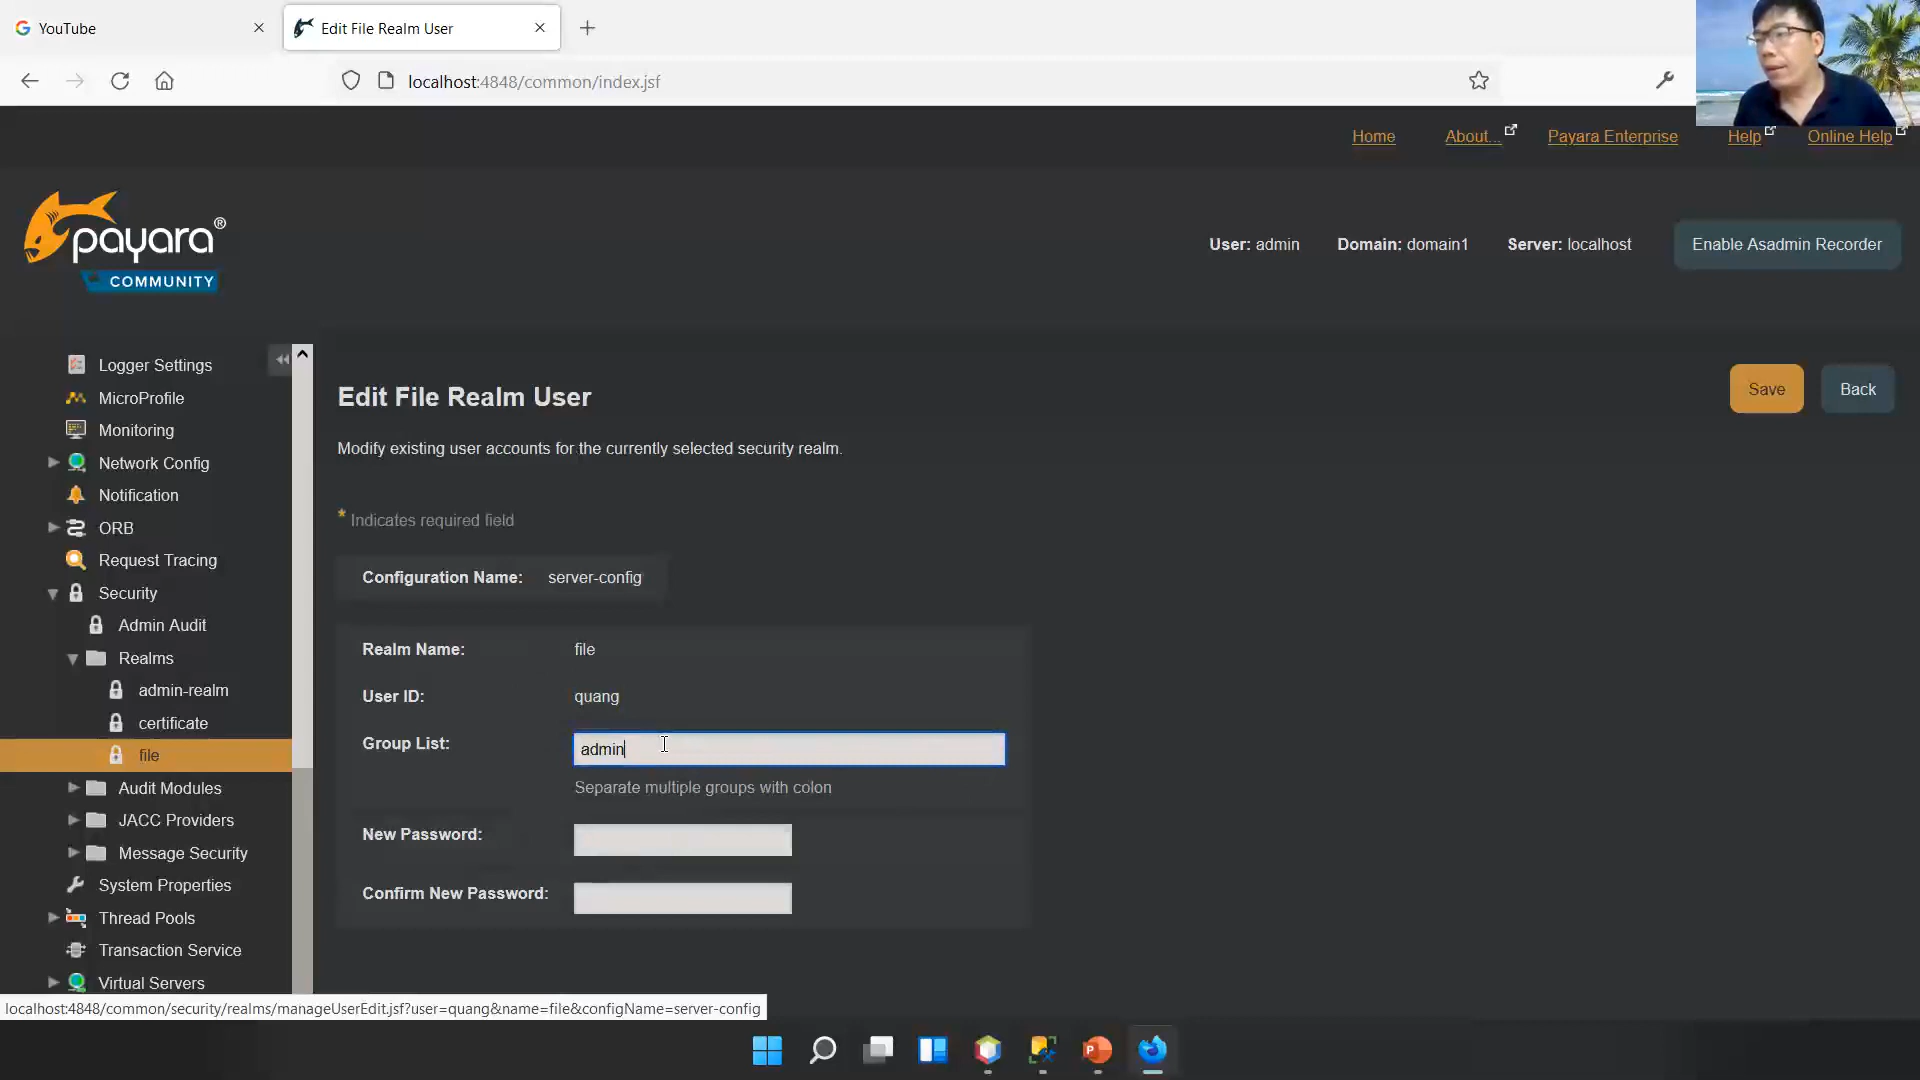 YouTube
Edit File Realm User
localhost:4848/common/index.jsf
Home
About...
Payara Enterprise
Help
Online Help
payara®
COMMUNITY
User: admin
Domain: domain1
Server: localhost
Enable Asadmin Recorder
Logger Settings
MicroProfile
Monitoring
Network Config
Notification
ORB
Request Tracing
Security
Admin Audit
Realms
admin-realm
certificate
file
Audit Modules
JACC Providers
Message Security
System Properties
Thread Pools
Transaction Service
Virtual Servers
Edit File Realm User
Save
Back
Modify existing user accounts for the currently selected security realm.
* Indicates required field
Configuration Name: server-config
Realm Name: file
User ID: quang
Group List: admin
Separate multiple groups with colon
New Password:
Confirm New Password:
localhost:4848/common/security/realms/manageUserEdit.jsf?user=quang&name=file&configName=server-config